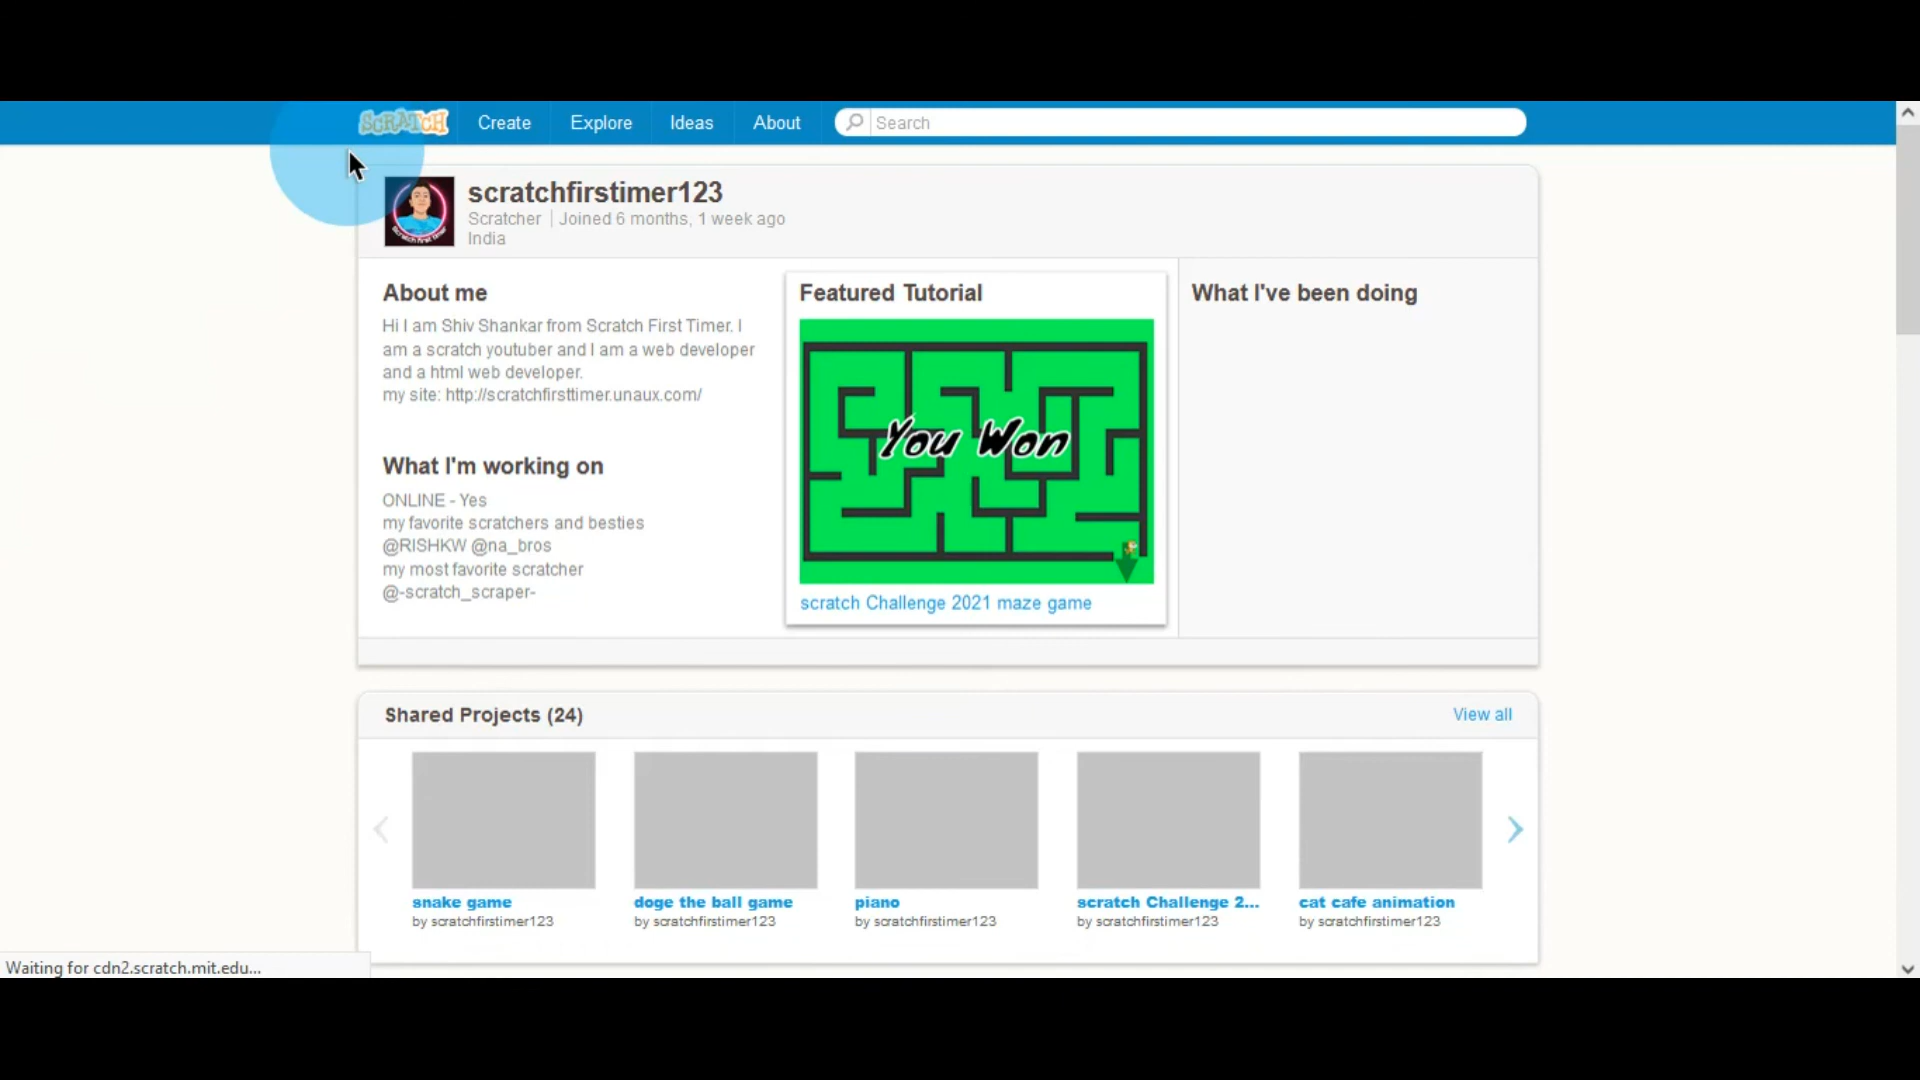 SCRATCH Create Explore Ideas About Search
scratchfirstimer123
Scratcher | Joined 6 months, 1 week ago
India
About me
Hi I am Shiv Shankar from Scratch First Timer. I
am a scratch youtuber and I am a web developer
and a html web developer.
my site: http://scratchfirsttimer.unaux.com/
What I'm working on
ONLINE - Yes
my favorite scratchers and besties
@RISHKW @na_bros
my most favorite scratcher
@-scratch_scraper-
Featured Tutorial
You Won
scratch Challenge 2021 maze game
What I've been doing
Shared Projects (24)
View all
snake game
by scratchfirstimer123
doge the ball game
by scratchfirstimer123
piano
by scratchfirstimer123
scratch Challenge 2...
by scratchfirstimer123
cat cafe animation
by scratchfirstimer123
Waiting for cdn2.scratch.mit.edu...